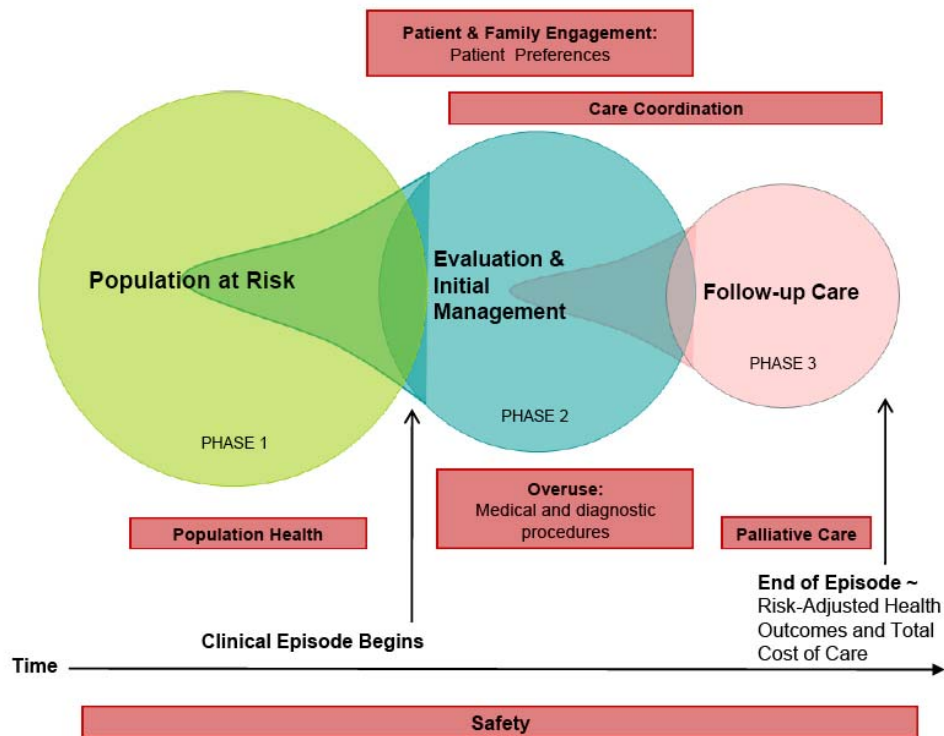 Patient & Family Engagement:
Patient Preferences
Care Coordination
Population at Risk
Evaluation &
Initial
Management
Follow-up Care
PHASE 1
PHASE 2
PHASE 3
Population Health
Overuse:
Medical and diagnostic
procedures
Palliative Care
Clinical Episode Begins
End of Episode ~
Risk-Adjusted Health
Outcomes and Total
Cost of Care
Time
Safety